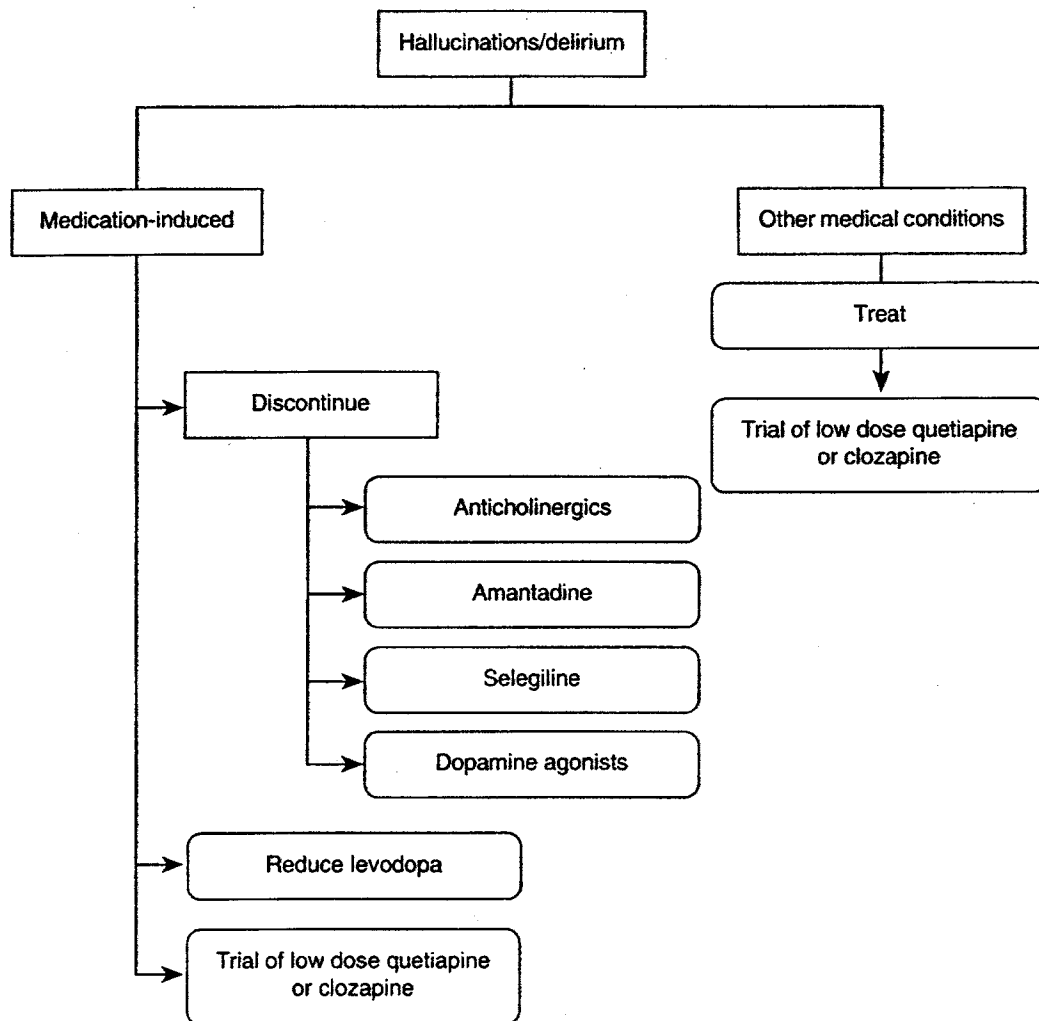 Hallucinations/delirium
Medication-induced
Other medical conditions
Treat
Discontinue
Trial of low dose quetiapine
or clozapine
Anticholinergics
Amantadine
Selegiline
Dopamine agonists
Reduce levodopa
Trial of low dose quetiapine
or clozapine